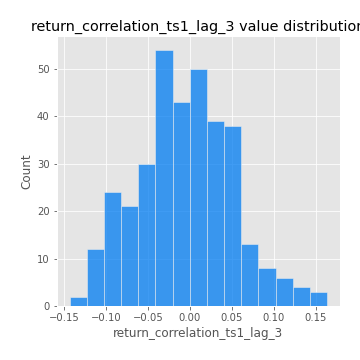 return_correlation_ts1_lag_3 value distribution
50
40
30
20
10
0
Count
−0.15 −0.10 −0.05 0.00 0.05 0.10 0.15
return_correlation_ts1_lag_3